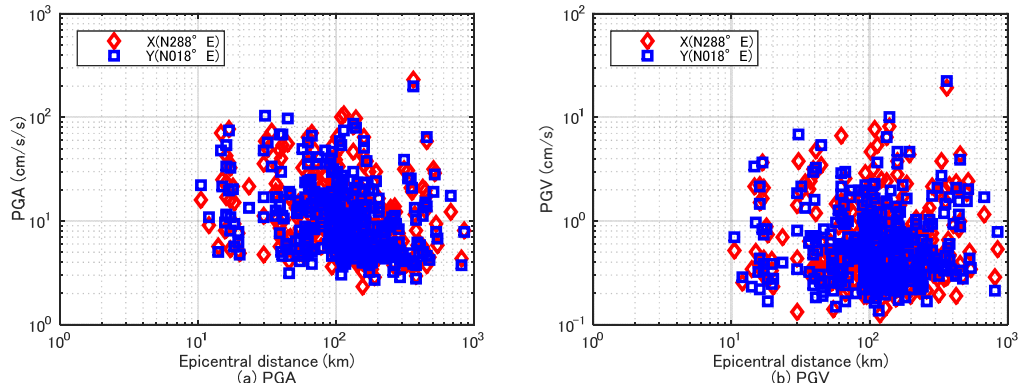 10³
10²
10¹
10⁰
PGA (cm/s/s)
X(N288° E)
Y(N018° E)
10⁰
10¹
10²
10³
Epicentral distance (km)
(a) PGA
10²
10¹
10⁰
10⁻¹
PGV (cm/s)
X(N288° E)
Y(N018° E)
10⁰
10¹
10²
10³
Epicentral distance (km)
(b) PGV